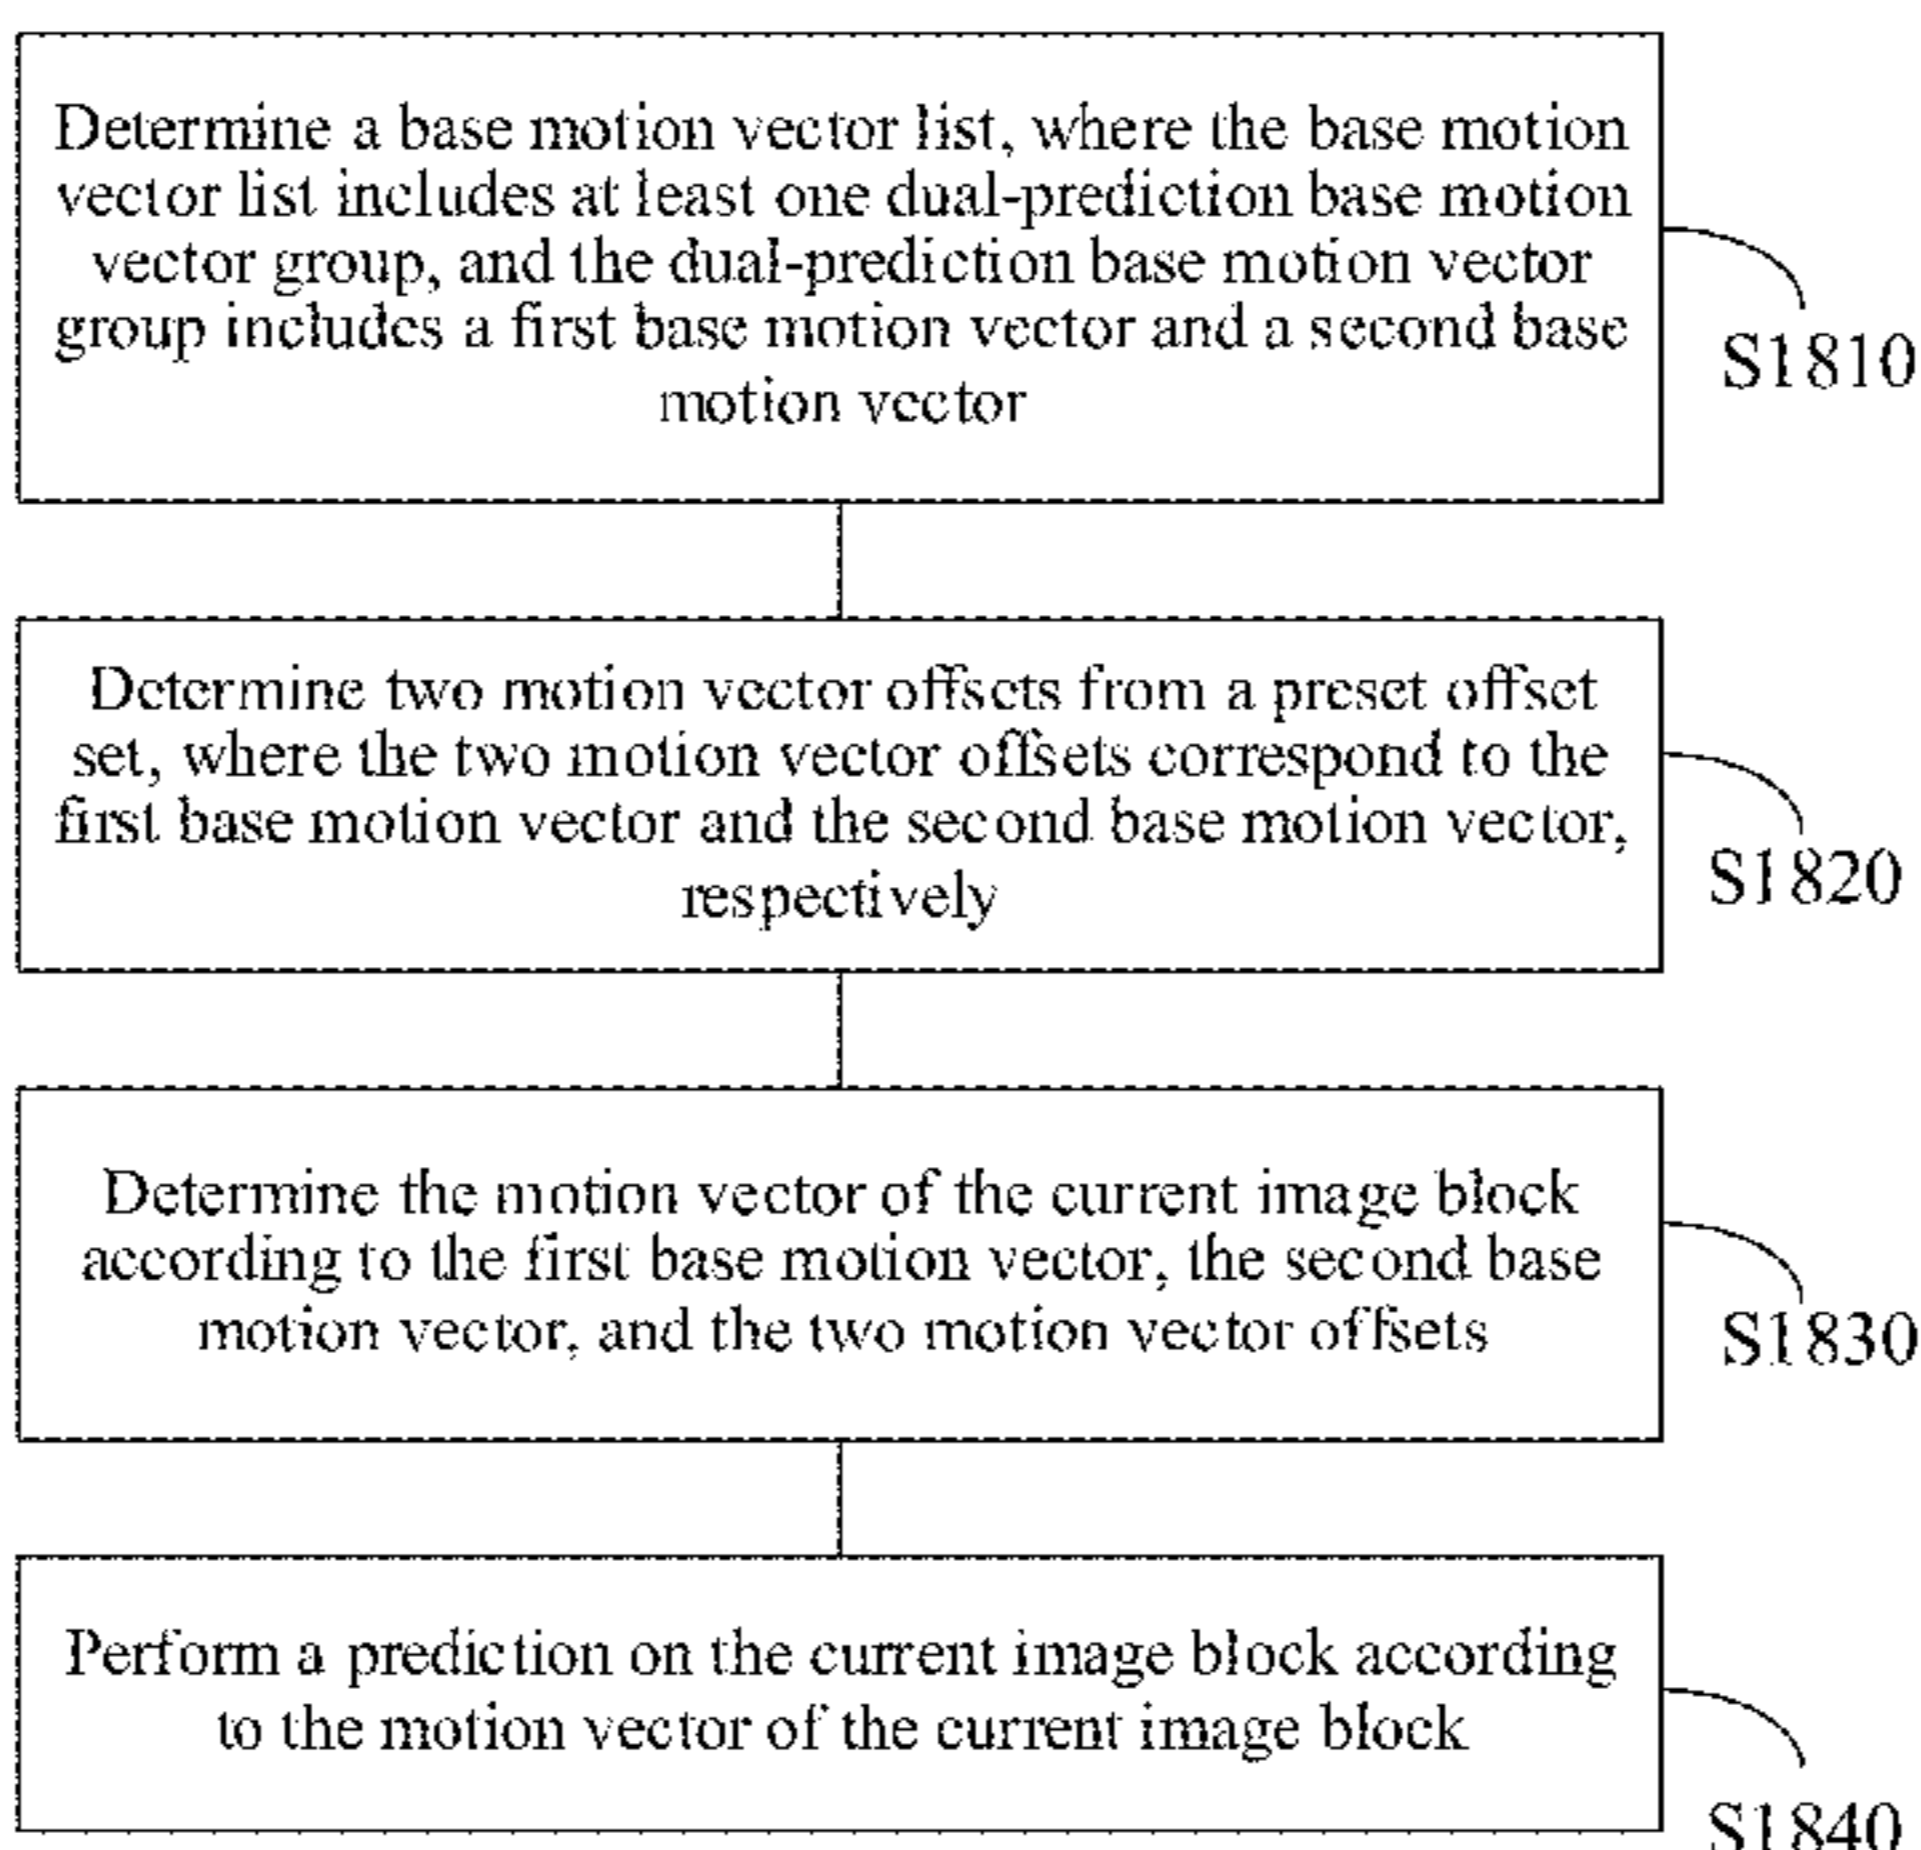 Determine a base motion vector list, where the base motion
vector list includes at least one dual-prediction base motion
vector group, and the dual-prediction base motion vector
group includes a first base motion vector and a second base
motion vector
S1810
Determine two motion vector offsets from a preset offset
set, where the two motion vector offsets correspond to the
first base motion vector and the second base motion vector,
respectively
S1820
Determine the motion vector of the current image block
according to the first base motion vector, the second base
motion vector, and the two motion vector offsets
S1830
Perform a prediction on the current image block according
to the motion vector of the current image block
S1840